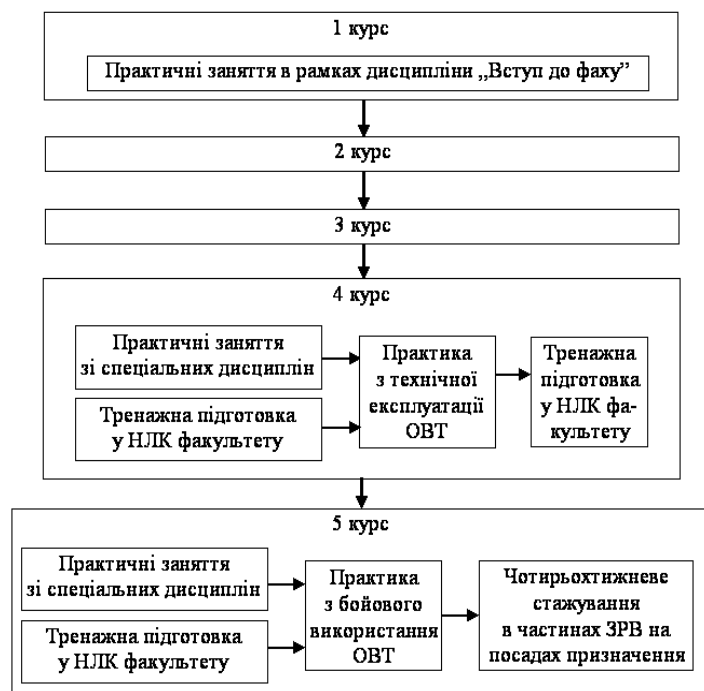 1 курс
Практичні заняття в рамках дисципліни „Вступ до фаху”
2 курс
3 курс
4 курс
Практичні заняття
зі спеціальних дисциплін
Тренажна підготовка
у НЛК факультету
Практика
з технічної
експлуатації
ОВТ
Тренажна
підготовка
у НЛК фа-
культету
5 курс
Практичні заняття
зі спеціальних дисциплін
Тренажна підготовка
у НЛК факультету
Практика
з бойового
використання
ОВТ
Чотирьохтижневе
стажування
в частинах ЗРВ на
посадах призначення